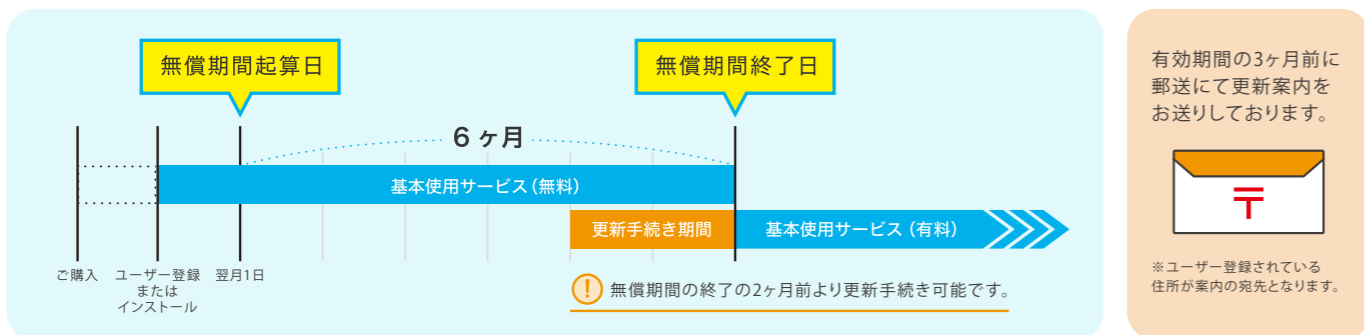 無償期間起算日
無償期間終了日
6ヶ月
基本使用サービス（無料）
更新手続き期間
基本使用サービス（有料）
ご購入
ユーザー登録
または
インストール
翌月1日
! 無償期間の終了の2ヶ月前より更新手続き可能です。
有効期間の3ヶ月前に
郵送にて更新案内を
お送りしております。
〒
※ユーザー登録されている
住所が案内の宛先となります。